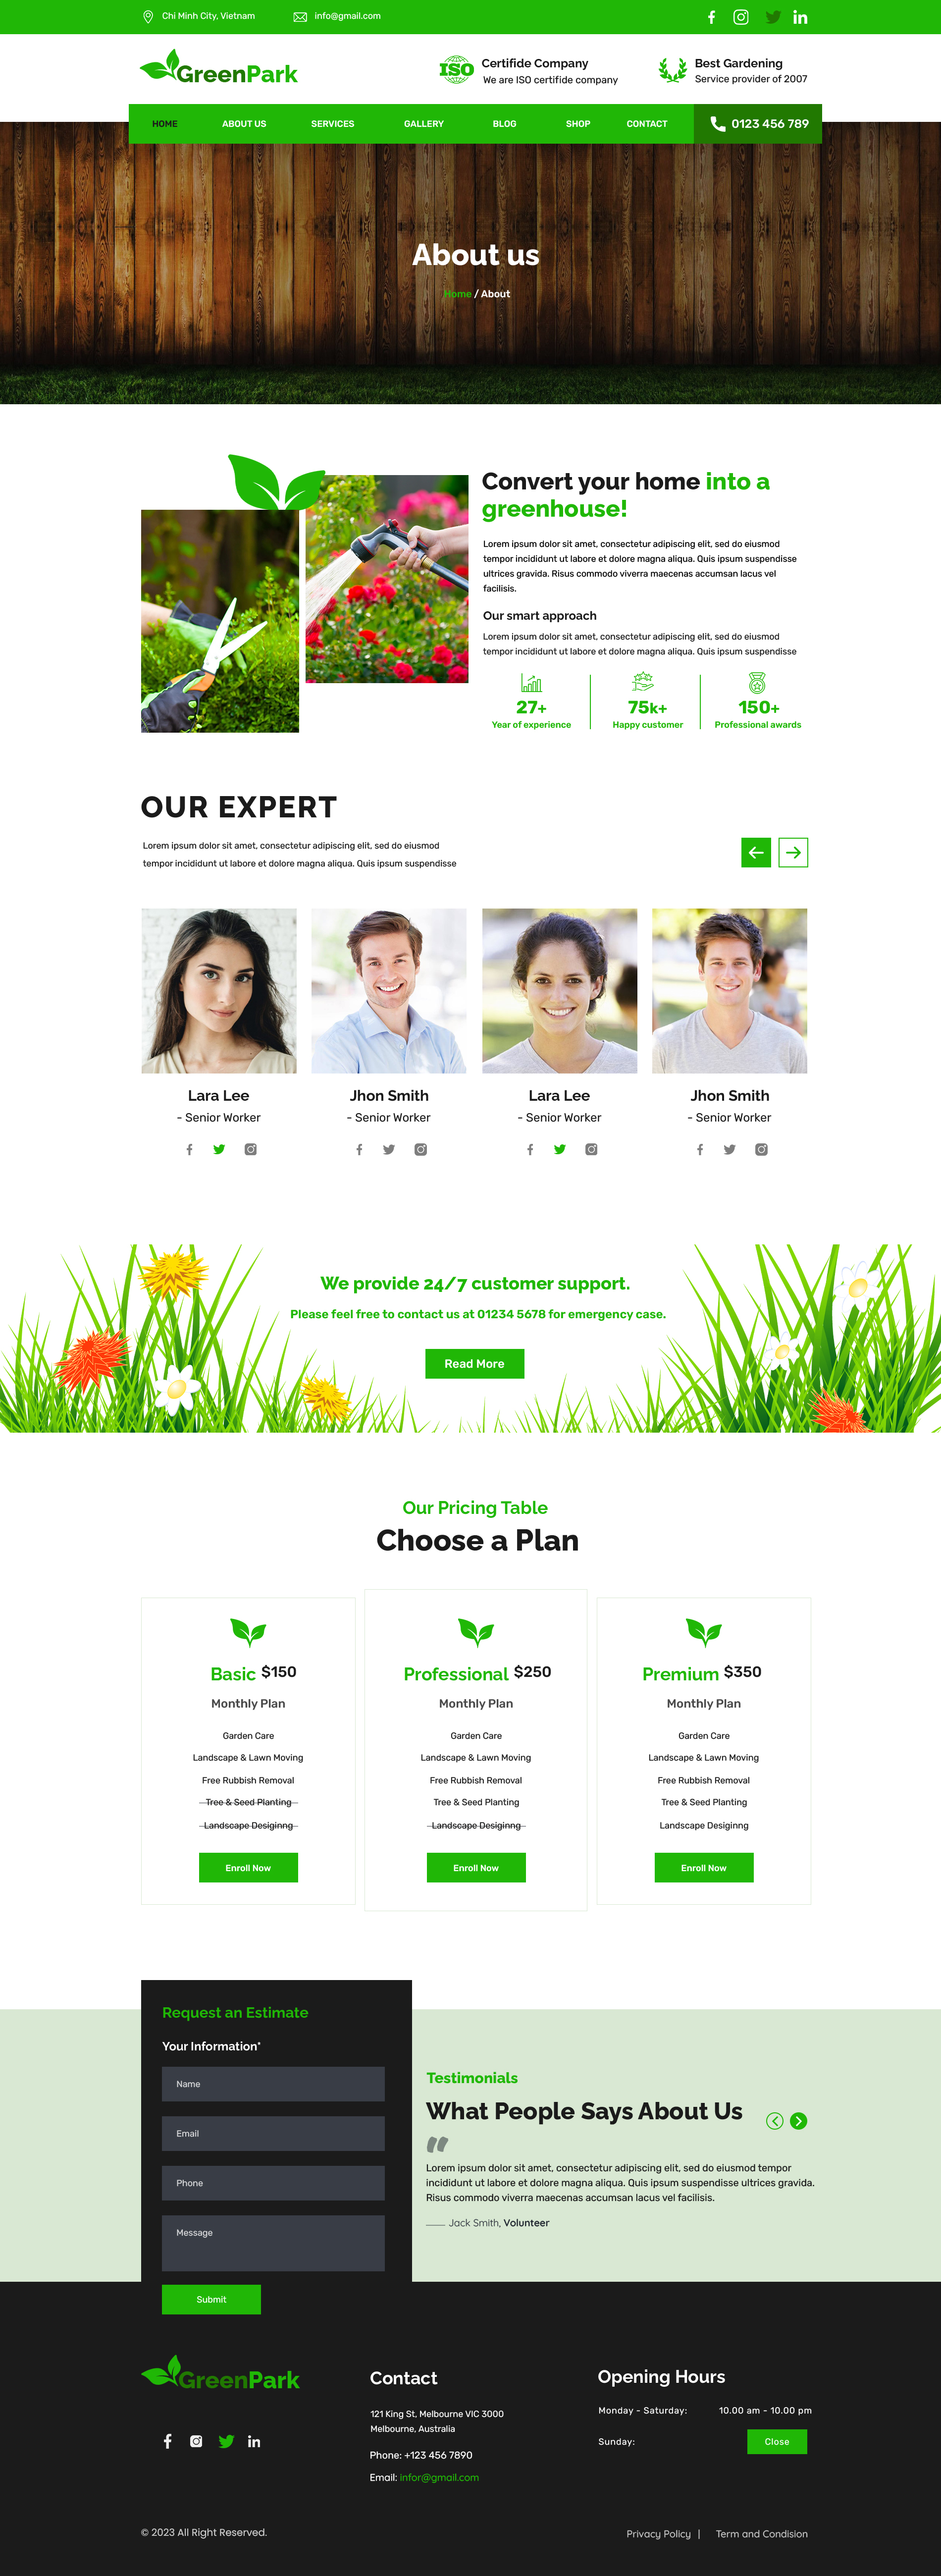 Chi Minh City, Vietnam
info@gmail.com
GreenPark
ISO
Certifide Company
We are ISO certifide company
Best Gardening
Service provider of 2007
HOME
ABOUT US
SERVICES
GALLERY
BLOG
SHOP
CONTACT
0123 456 789
About us
Home / About
Convert your home into a
greenhouse!
Lorem ipsum dolor sit amet, consectetur adipiscing elit, sed do eiusmod
tempor incididunt ut labore et dolore magna aliqua. Quis ipsum suspendisse
ultrices gravida. Risus commodo viverra maecenas accumsan lacus vel
facilisis.
Our smart approach
Lorem ipsum dolor sit amet, consectetur adipiscing elit, sed do eiusmod
tempor incididunt ut labore et dolore magna aliqua. Quis ipsum suspendisse
27+
Year of experience
75k+
Happy customer
150+
Professional awards
OUR EXPERT
Lorem ipsum dolor sit amet, consectetur adipiscing elit, sed do eiusmod
tempor incididunt ut labore et dolore magna aliqua. Quis ipsum suspendisse
Lara Lee
- Senior Worker
Jhon Smith
- Senior Worker
Lara Lee
- Senior Worker
Jhon Smith
- Senior Worker
We provide 24/7 customer support.
Please feel free to contact us at 01234 5678 for emergency case.
Read More
Our Pricing Table
Choose a Plan
Basic $150
Monthly Plan
Garden Care
Landscape & Lawn Moving
Free Rubbish Removal
Tree & Seed Planting
Landscape Desiginng
Enroll Now
Professional $250
Monthly Plan
Garden Care
Landscape & Lawn Moving
Free Rubbish Removal
Tree & Seed Planting
Landscape Desiginng
Enroll Now
Premium $350
Monthly Plan
Garden Care
Landscape & Lawn Moving
Free Rubbish Removal
Tree & Seed Planting
Landscape Desiginng
Enroll Now
Request an Estimate
Your Information*
Name
Email
Phone
Message
Submit
Testimonials
What People Says About Us
Lorem ipsum dolor sit amet, consectetur adipiscing elit, sed do eiusmod tempor
incididunt ut labore et dolore magna aliqua. Quis ipsum suspendisse ultrices gravida.
Risus commodo viverra maecenas accumsan lacus vel facilisis.
Jack Smith, Volunteer
GreenPark
Contact
121 King St, Melbourne VIC 3000
Melbourne, Australia
Phone: +123 456 7890
Email: infor@gmail.com
Opening Hours
Monday - Saturday:
10.00 am - 10.00 pm
Sunday:
Close
© 2023 All Right Reserved.
Privacy Policy |
Term and Condision